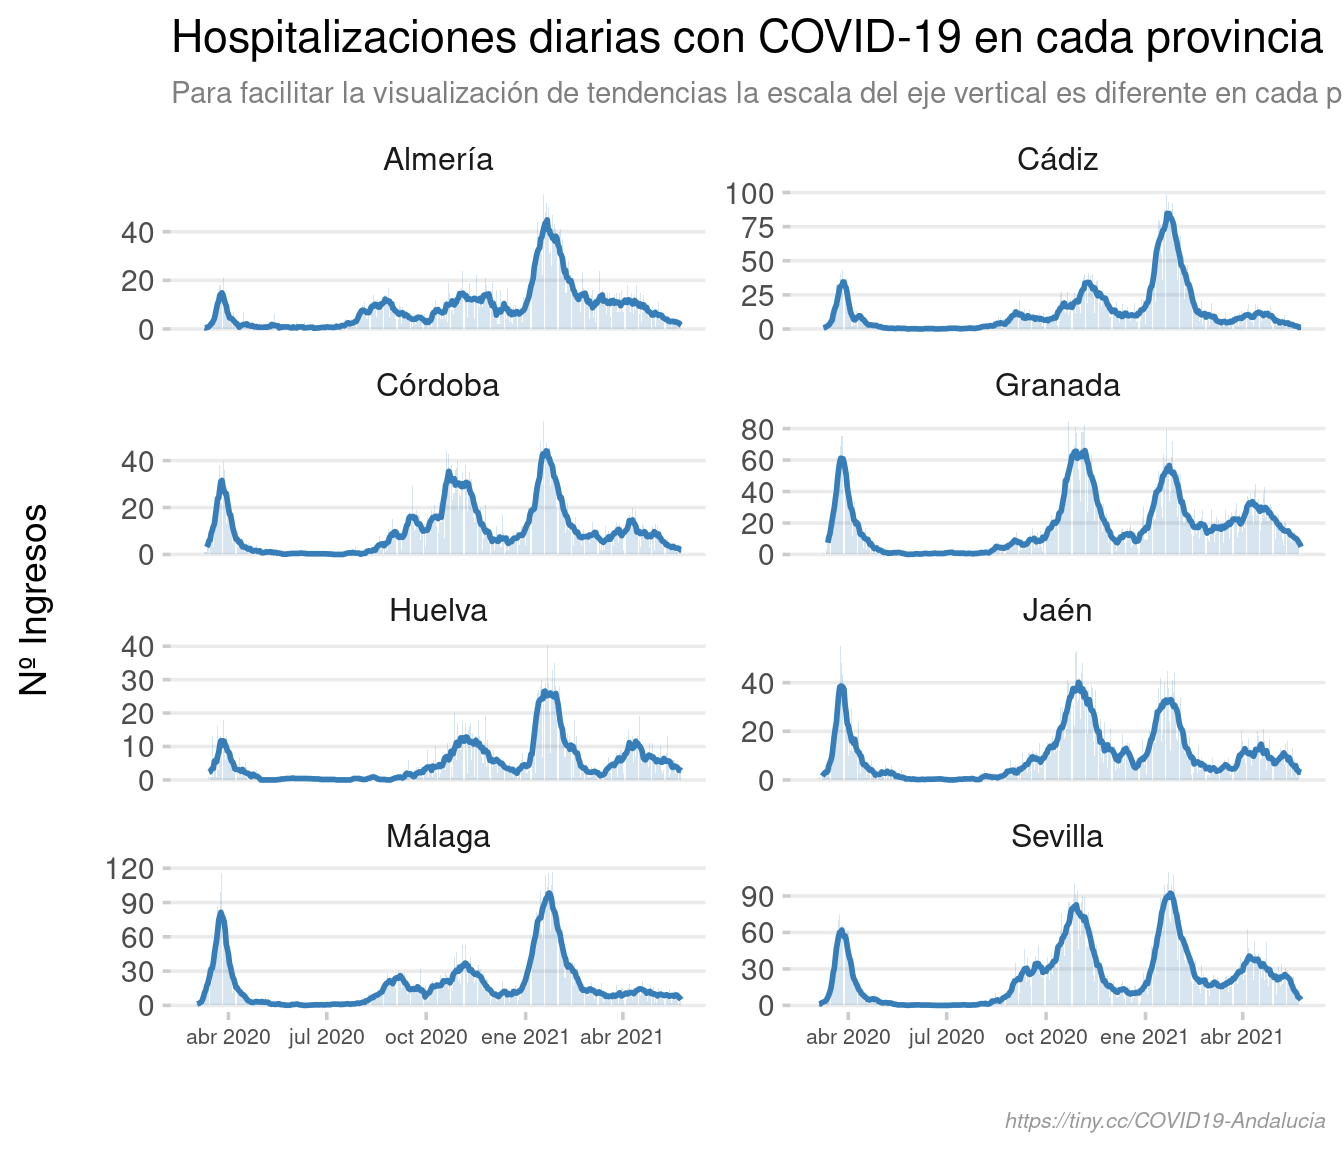 Hospitalizaciones diarias con COVID-19 en cada provincia
Para facilitar la visualización de tendencias la escala del eje vertical es diferente en cada p
Nº Ingresos
Almería
40
20
0
Cádiz
100
75
50
25
0
Córdoba
40
20
0
Granada
80
60
40
20
0
Huelva
40
30
20
10
0
Jaén
40
20
0
Málaga
120
90
60
30
0
abr 2020 jul 2020 oct 2020 ene 2021 abr 2021
Sevilla
90
60
30
0
abr 2020 jul 2020 oct 2020 ene 2021 abr 2021
https://tiny.cc/COVID19-Andalucia